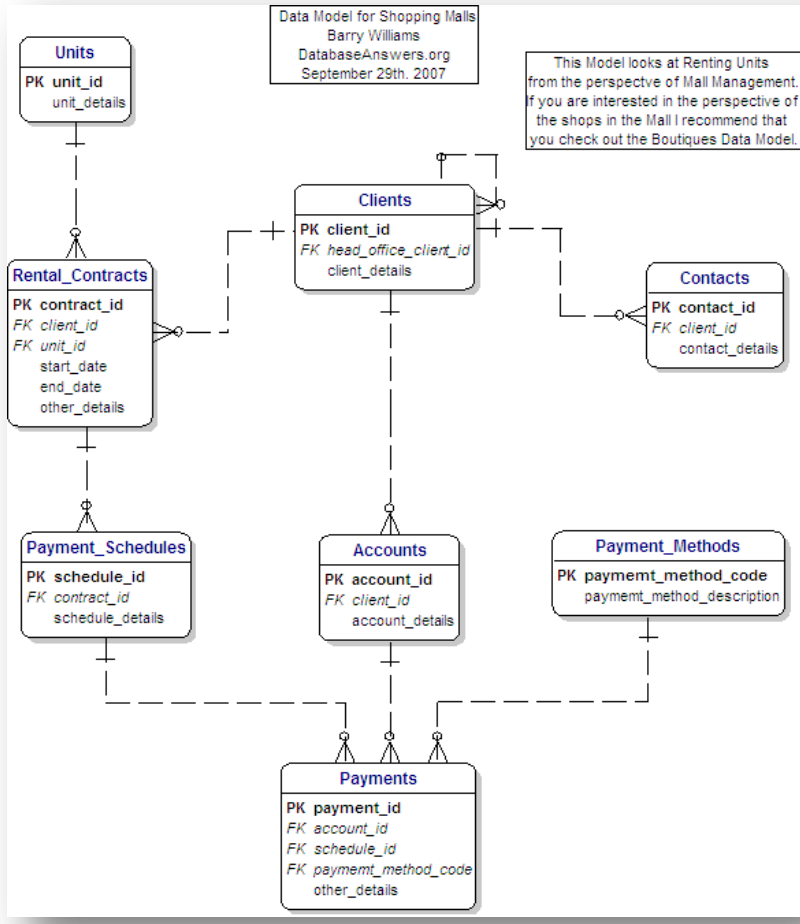 Data Model for Shopping Malls
Barry Williams
DatabaseAnswers.org
September 29th. 2007
This Model looks at Renting Units
from the perspectve of Mall Management.
If you are interested in the perspective of
the shops in the Mall I recommend that
you check out the Boutiques Data Model.
Units
PK unit_id
unit_details
Clients
PK client_id
FK head_office_client_id
client_details
Rental_Contracts
PK contract_id
FK client_id
FK unit_id
start_date
end_date
other_details
Contacts
PK contact_id
FK client_id
contact_details
Payment_Schedules
PK schedule_id
FK contract_id
schedule_details
Accounts
PK account_id
FK client_id
account_details
Payment_Methods
PK paymemt_method_code
paymemt_method_description
Payments
PK payment_id
FK account_id
FK schedule_id
FK paymemt_method_code
other_details